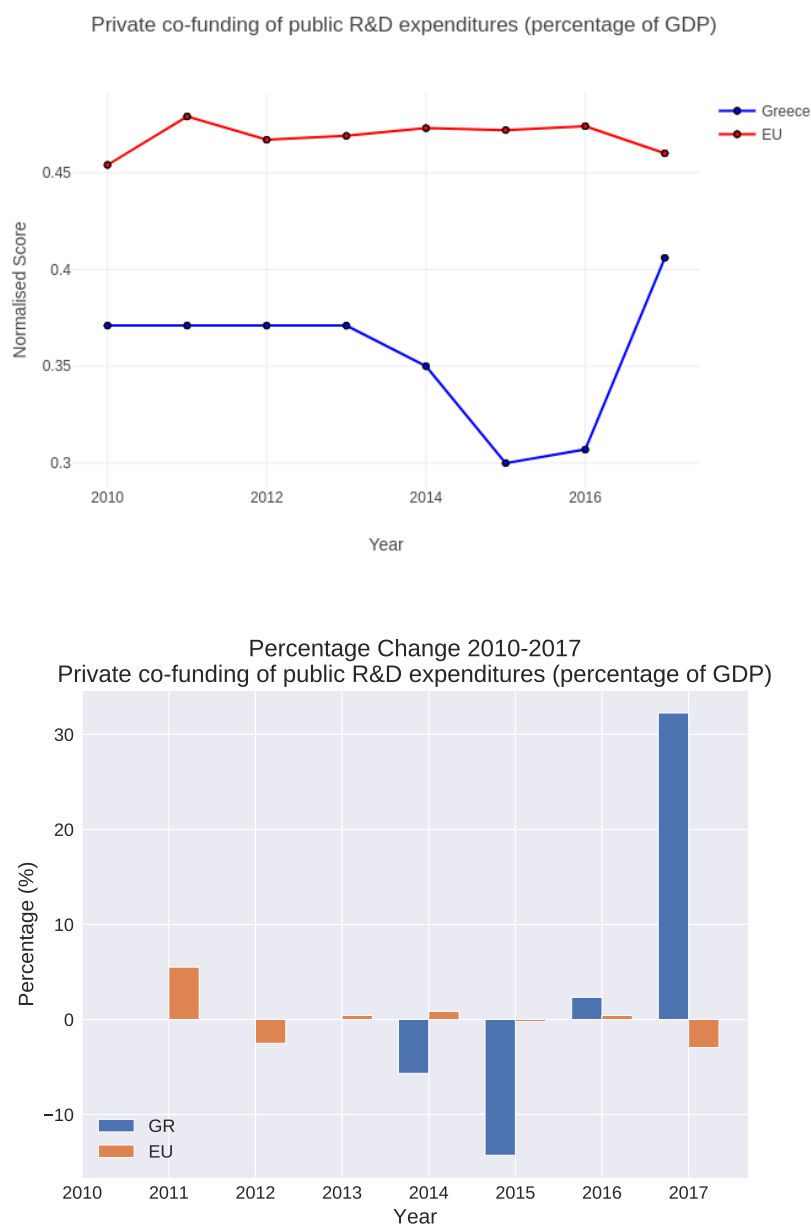 Private co-funding of public R&D expenditures (percentage of GDP)
Greece
EU
0.45
0.4
0.35
0.3
Normalised Score
2010
2012
2014
2016
Year
Percentage Change 2010-2017
Private co-funding of public R&D expenditures (percentage of GDP)
30
20
10
0
−10
Percentage (%)
GR
EU
2010
2011
2012
2013
2014
2015
2016
2017
Year